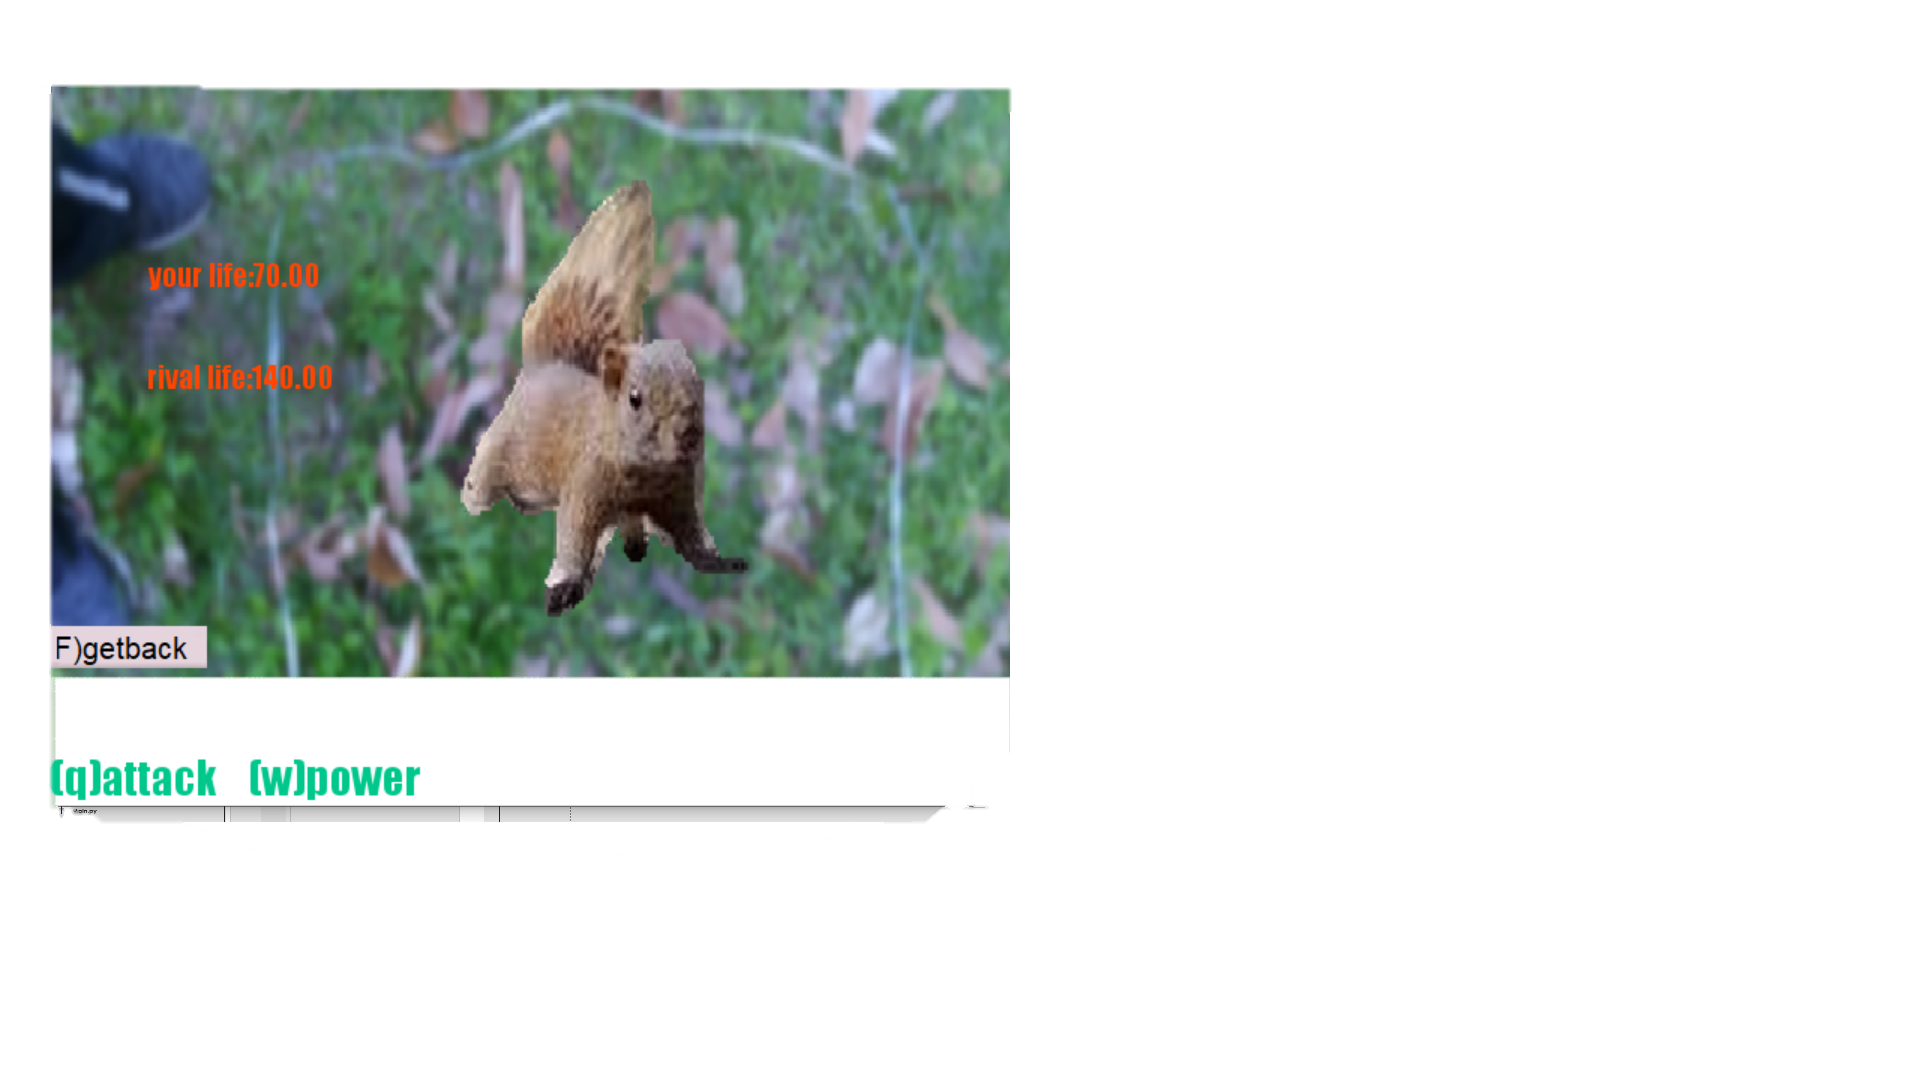 your life:70.00
rival life:140.00
F)getback
(q)attack (w)power